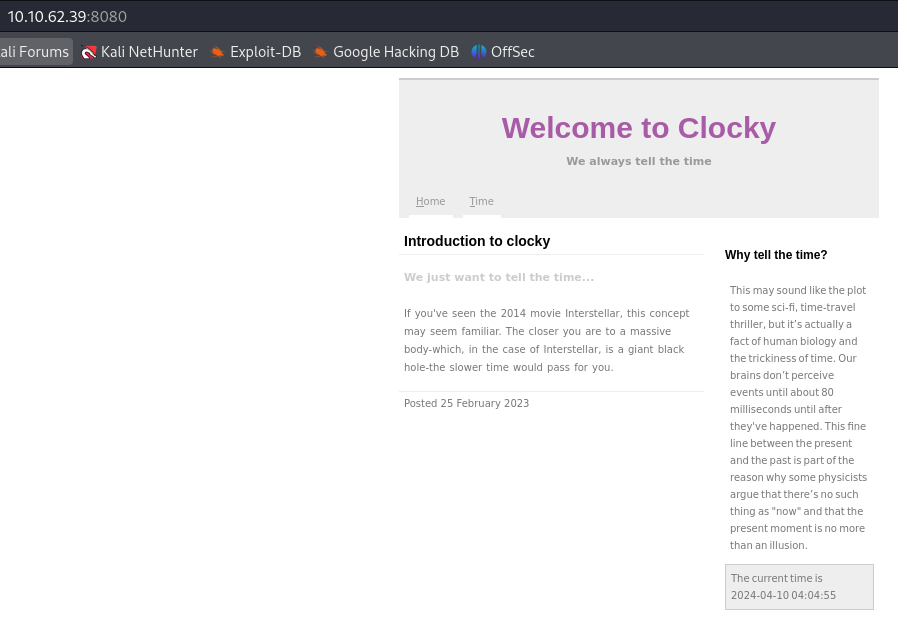 10.10.62.39:8080
ali Forums Kali NetHunter Exploit-DB Google Hacking DB OffSec
Welcome to Clocky
We always tell the time
Home Time
Introduction to clocky
We just want to tell the time...
If you've seen the 2014 movie Interstellar, this concept
may seem familiar. The closer you are to a massive
body-which, in the case of Interstellar, is a giant black
hole-the slower time would pass for you.
Posted 25 February 2023
Why tell the time?
This may sound like the plot
to some sci-fi, time-travel
thriller, but it’s actually a
fact of human biology and
the trickiness of time. Our
brains don’t perceive
events until about 80
milliseconds until after
they've happened. This fine
line between the present
and the past is part of the
reason why some physicists
argue that there’s no such
thing as "now" and that the
present moment is no more
than an illusion.
The current time is
2024-04-10 04:04:55